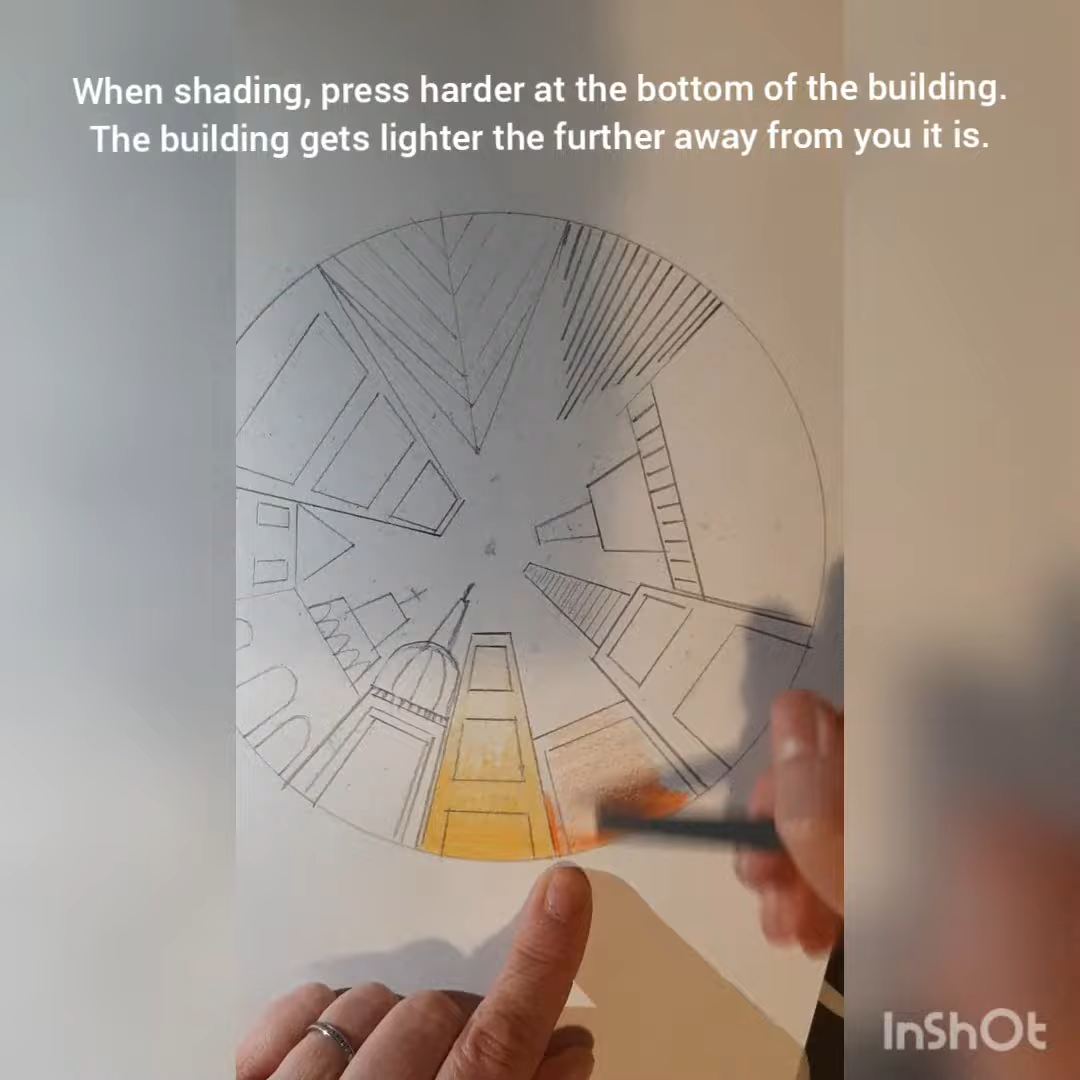 When shading, press harder at the bottom of the building.
The building gets lighter the further away from you it is.
InShOt